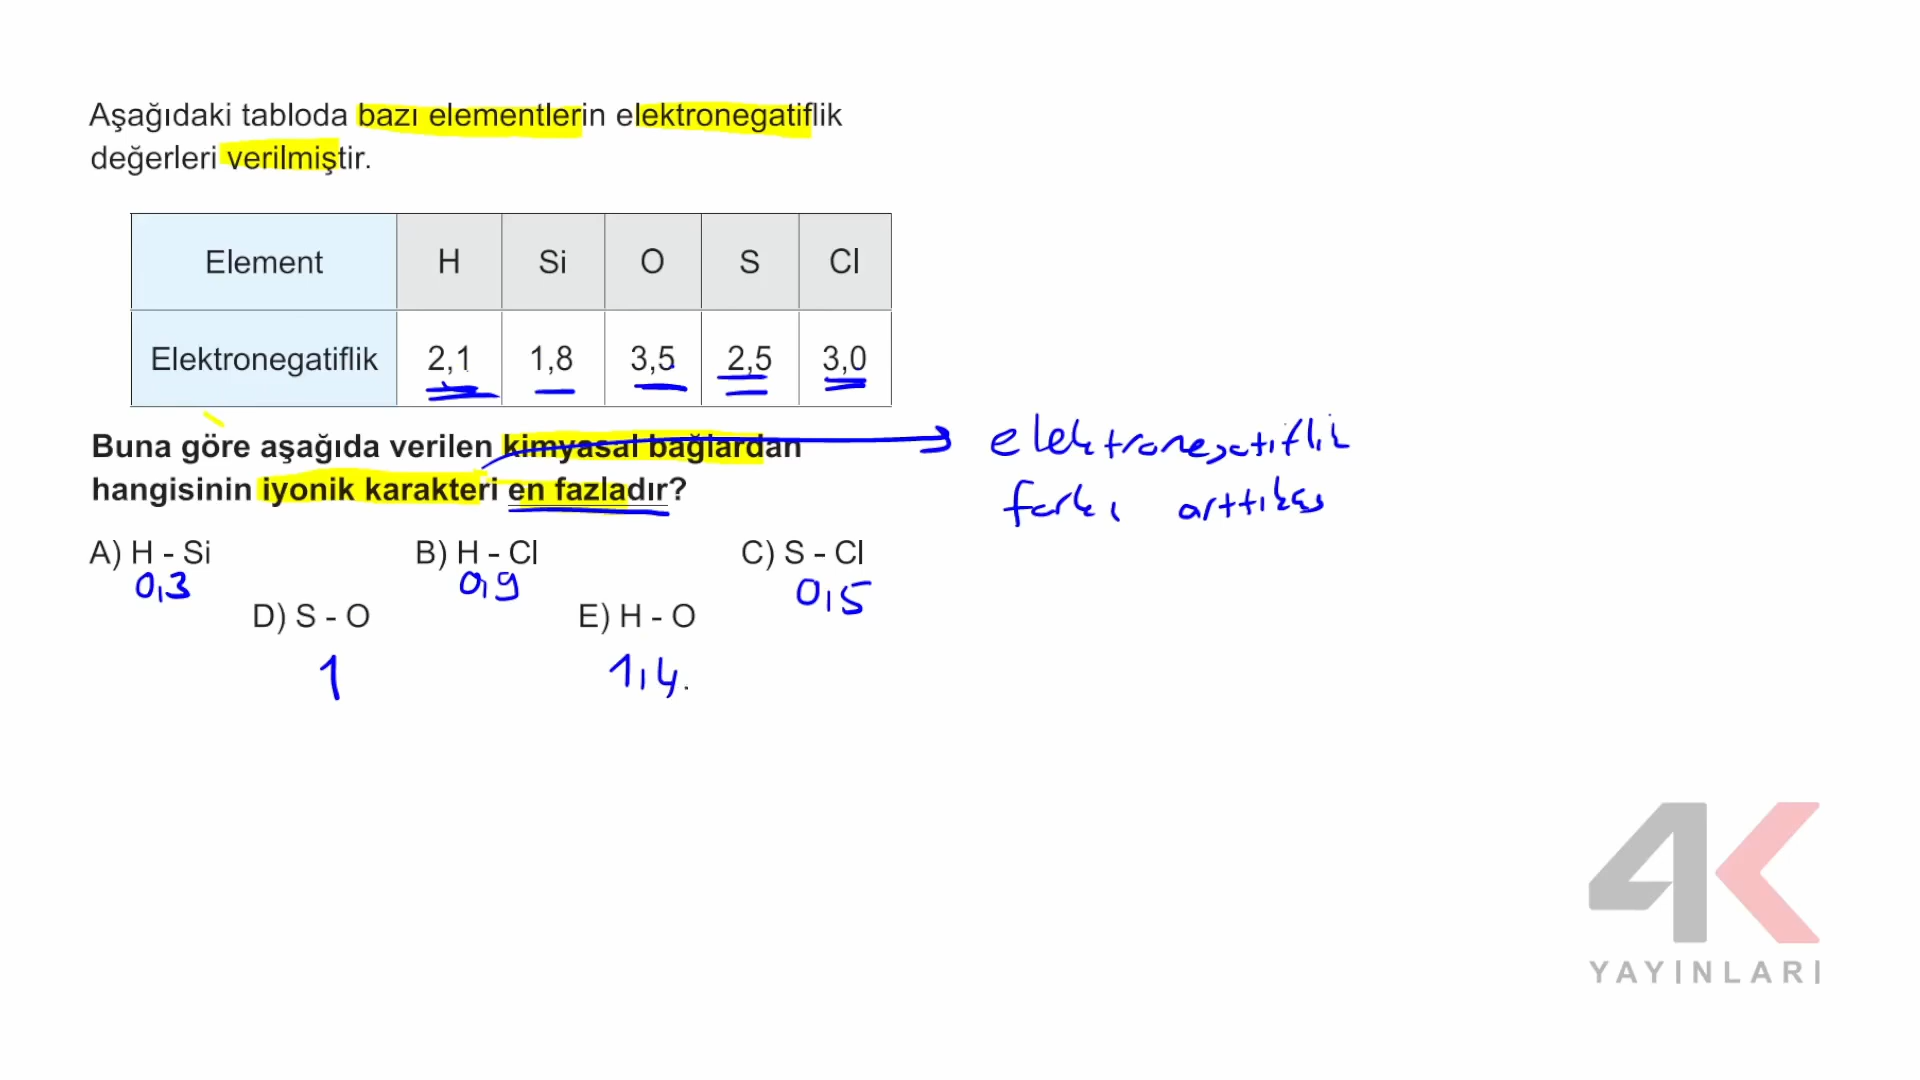 Aşağıdaki tabloda bazı elementlerin elektronegatiflik
değerleri verilmiştir.
Element H Si O S Cl
Elektronegatiflik 2,1 1,8 3,5 2,5 3,0
Buna göre aşağıda verilen kimyasal bağlardan
hangisinin iyonik karakteri en fazladır?
elektronegatiflik
farkı arttıkça
A) H - Si B) H - Cl C) S - Cl
0,3 0,9 0,5
D) S - O E) H - O
1 1,4
4K
YAYINLARI